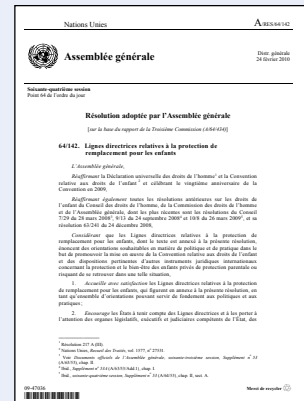 Nations Unies
A/RES/64/142
Assemblée générale
Distr. générale
24 février 2010
Soixante-quatrième session
Point 64 de l'ordre du jour
Résolution adoptée par l'Assemblée générale
[sur la base du rapport de la Troisième Commission (A/64/434)]
64/142. Lignes directrices relatives à la protection de
remplacement pour les enfants
L'Assemblée générale,
Réaffirmant la Déclaration universelle des droits de l'homme¹ et la Convention
relative aux droits de l'enfant² et célébrant le vingtième anniversaire de la
Convention en 2009,
Réaffirmant également toutes les résolutions antérieures sur les droits de
l'enfant du Conseil des droits de l'homme, de la Commission des droits de l'homme
et de l'Assemblée générale, dont les plus récentes sont les résolutions du Conseil
7/29 du 28 mars 2008³, 9/13 du 24 septembre 2008⁴ et 10/8 du 26 mars 2009⁵, et sa
résolution 63/241 du 24 décembre 2008,
Considérant que les Lignes directrices relatives à la protection de
remplacement pour les enfants, dont le texte est annexé à la présente résolution,
énoncent des orientations souhaitables en matière de politique et de pratique dans le
but de promouvoir la mise en œuvre de la Convention relative aux droits de l'enfant
et des dispositions pertinentes d'autres instruments juridiques internationaux
concernant la protection et le bien-être des enfants privés de protection parentale ou
risquant de se retrouver dans une telle situation,
1. Accueille avec satisfaction les Lignes directrices relatives à la protection
de remplacement pour les enfants, qui figurent en annexe à la présente résolution, en
tant qu'ensemble d'orientations pouvant servir de fondement aux politiques et aux
pratiques ;
2. Encourage les États à tenir compte des Lignes directrices et à les porter à
l'attention des organes législatifs, exécutifs et judiciaires compétents de l'État, des
¹ Résolution 217 A (III).
² Nations Unies, Recueil des Traités, vol. 1577, n° 27531.
³ Voir Documents officiels de l'Assemblée générale, soixante-troisième session, Supplément n° 53
(A/63/53), chap. II.
⁴ Ibid., Supplément n° 53A (A/63/53/Add.1), chap. I.
⁵ Ibid., soixante-quatrième session, Supplément n° 53 (A/64/53), chap. II, sect. A.
09-47036
Merci de recycler